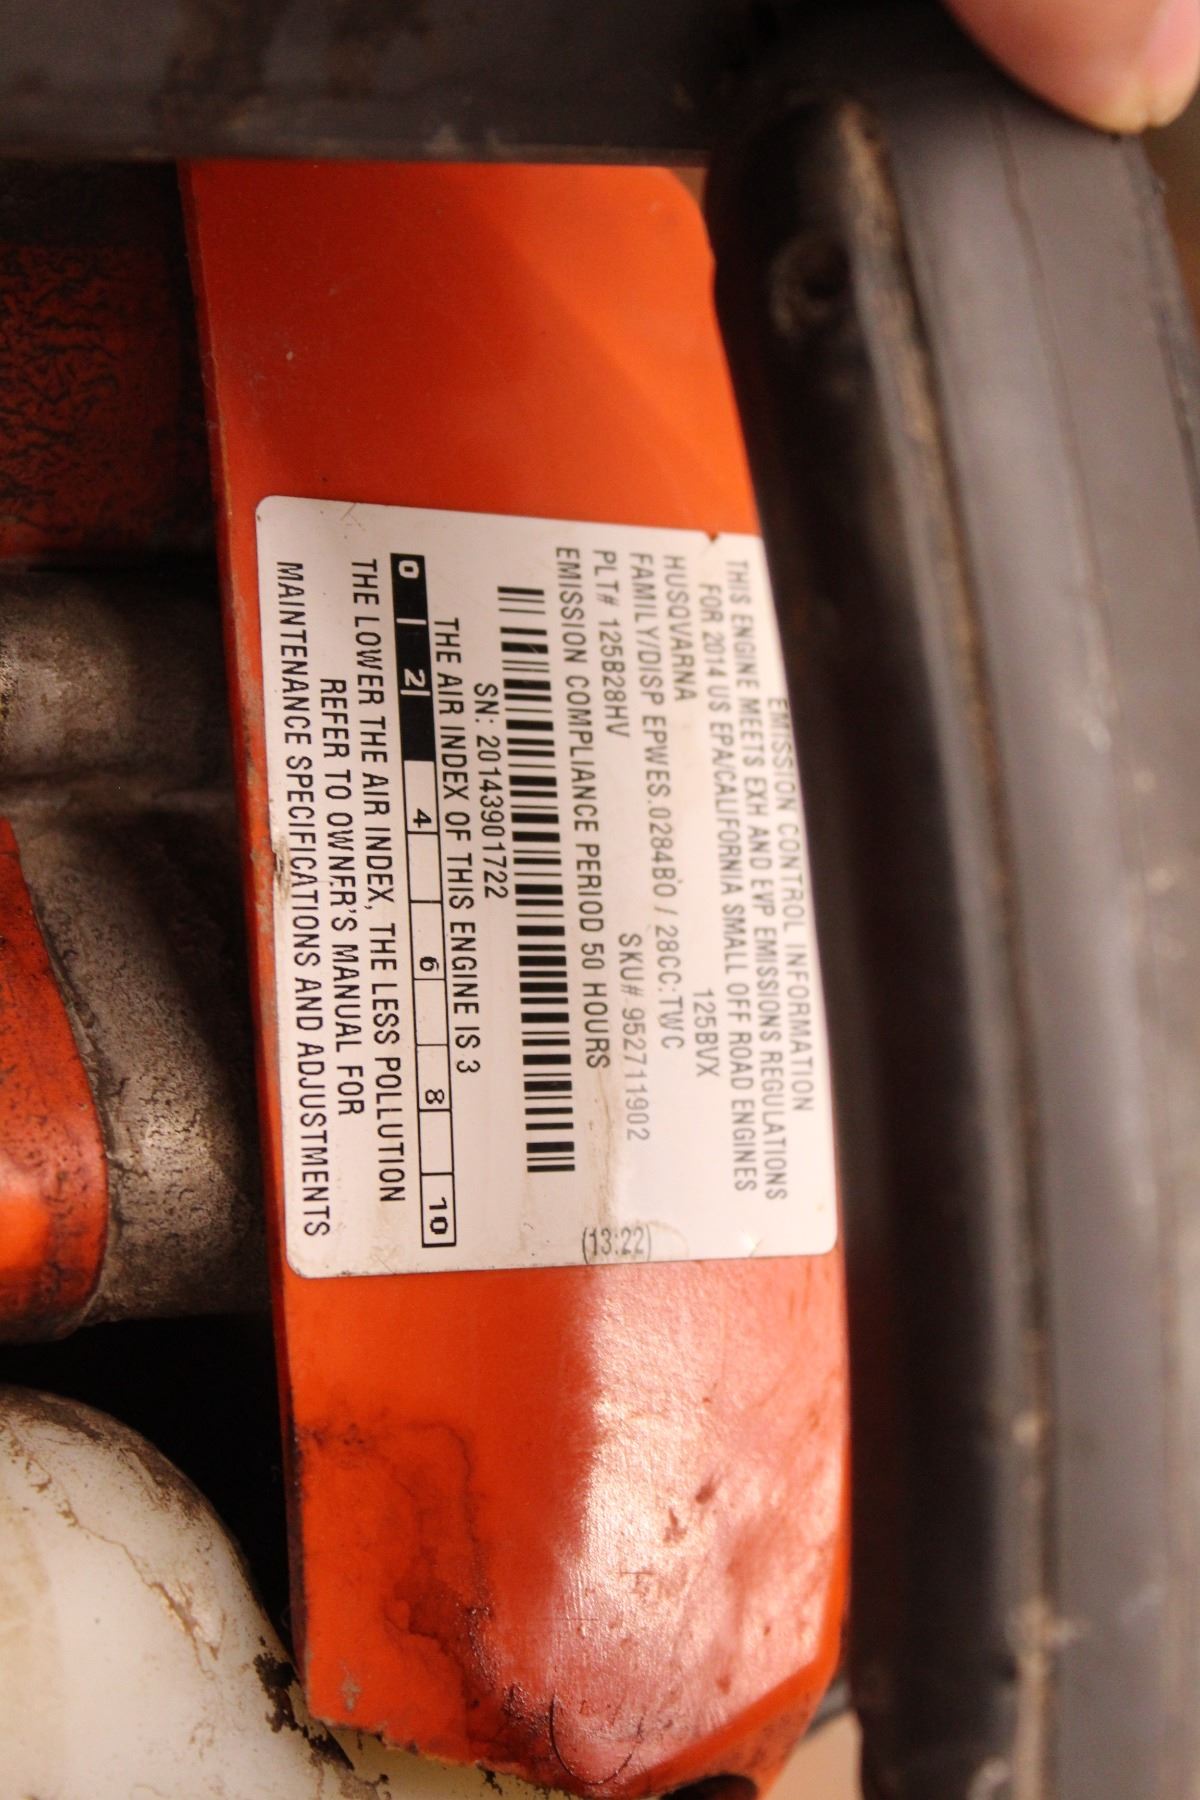 EMISSION CONTROL INFORMATION
THIS ENGINE MEETS EXH AND EVP EMISSIONS REGULATIONS
FOR 2014 US EPA/CALIFORNIA SMALL OFF ROAD ENGINES
HUSQVARNA 125BVX
FAMILY/DISP EPWES.0284B0 / 28CC:TWC
PLT# 125B28HV SKU# 952711902
EMISSION COMPLIANCE PERIOD 50 HOURS
13:22
SN: 20143901722
THE AIR INDEX OF THIS ENGINE IS 3
0 2 4 6 8 10
THE LOWER THE AIR INDEX, THE LESS POLLUTION
REFER TO OWNER'S MANUAL FOR
MAINTENANCE SPECIFICATIONS AND ADJUSTMENTS